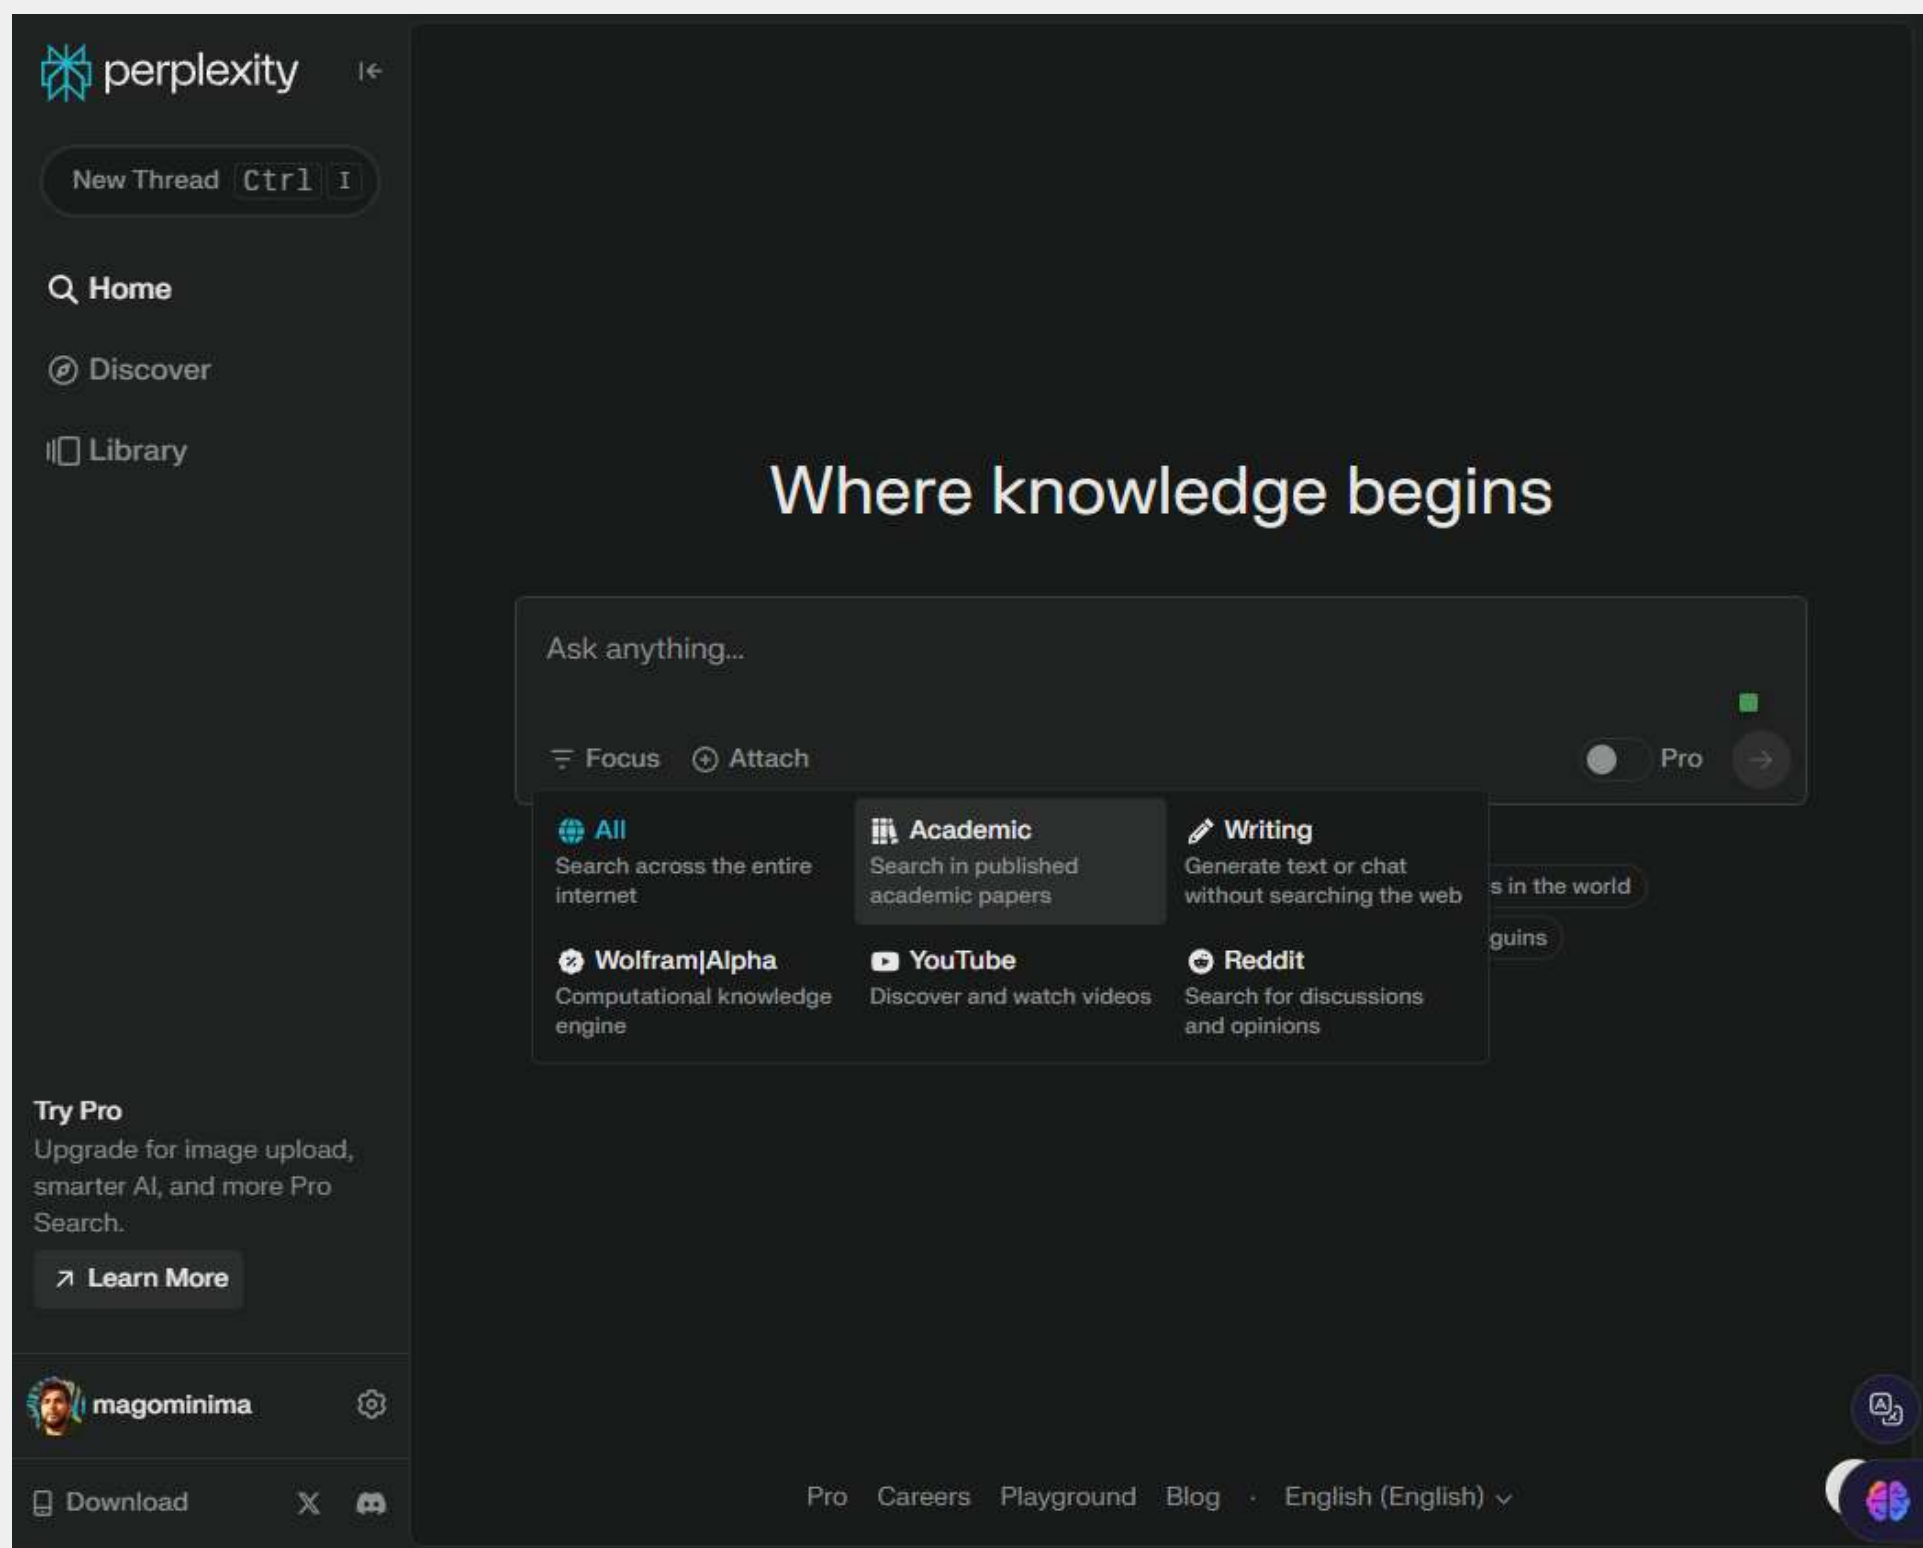 perplexity
New Thread Ctrl I
Home
Discover
Library
Where knowledge begins
Ask anything...
Focus Attach Pro
All
Search across the entire
internet
Academic
Search in published
academic papers
Writing
Generate text or chat
without searching the web
s in the world
guins
Wolfram|Alpha
Computational knowledge
engine
YouTube
Discover and watch videos
Reddit
Search for discussions
and opinions
Try Pro
Upgrade for image upload,
smarter AI, and more Pro
Search.
Learn More
magominima
Download
Pro Careers Playground Blog · English (English)